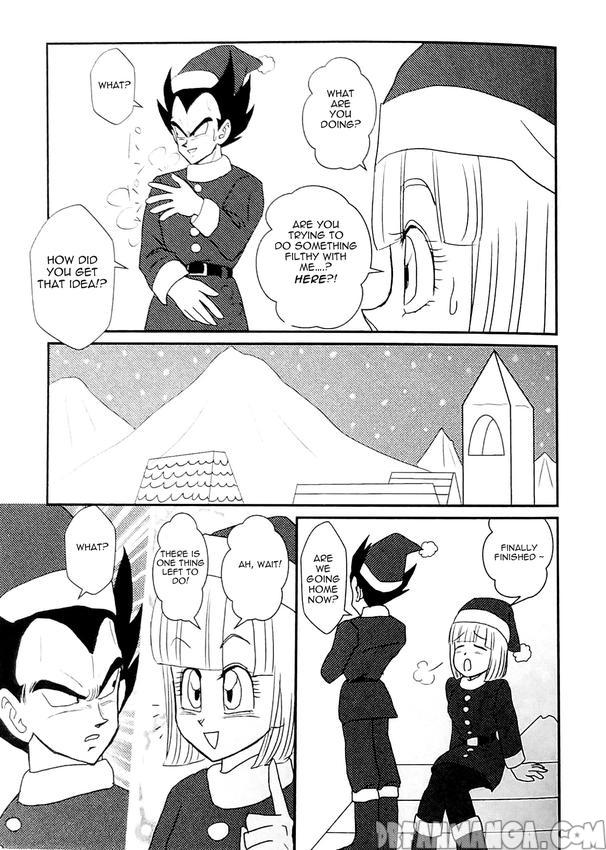 WHAT
ARE
YOU
DOING?
WHAT?
ARE YOU
TRYING TO
DO SOMETHING
FILTHY WITH
ME....?
HERE?!
HOW DID
YOU GET
THAT IDEA!?
FINALLY
FINISHED ~
ARE
WE
GOING
HOME
NOW?
AH, WAIT!
THERE IS
ONE THING
LEFT TO
DO!
WHAT?
DBFANMANGA.COM